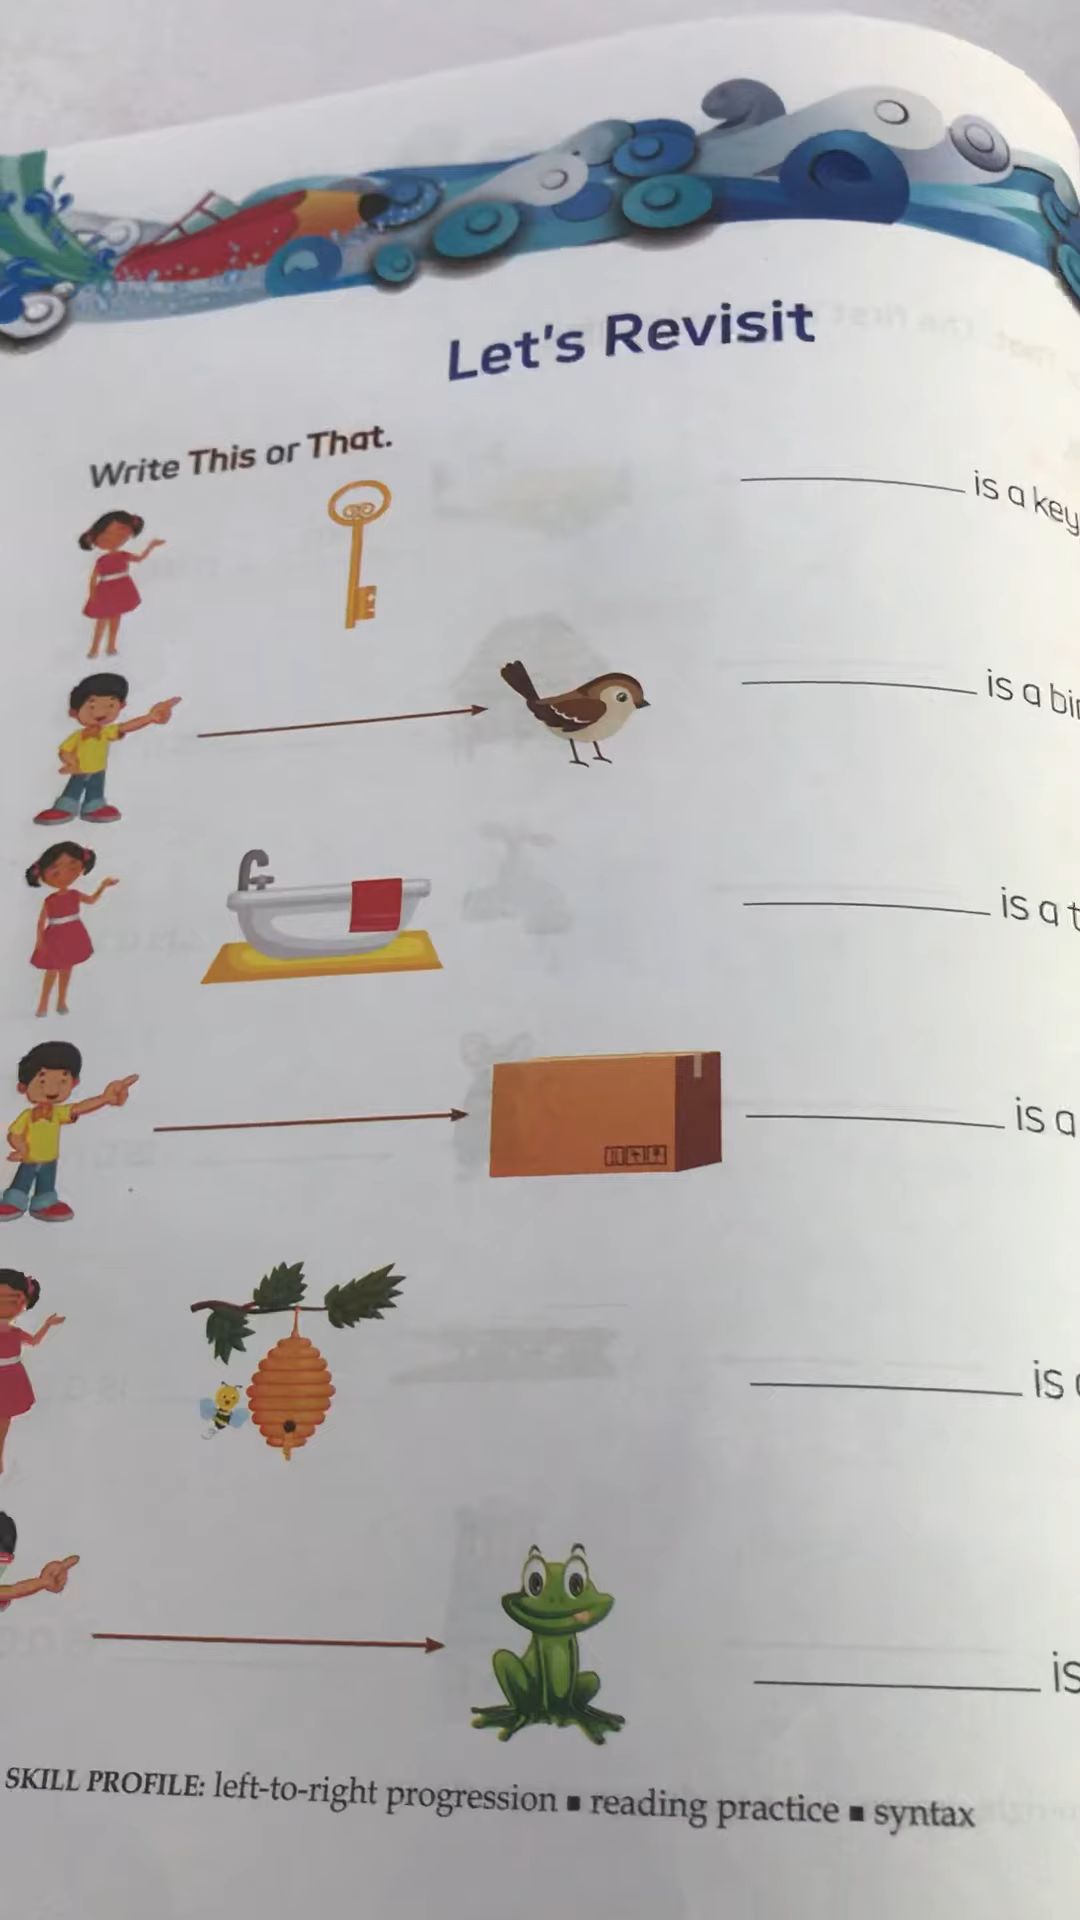 Let's Revisit
Write This or That.
is a key
is a
is a
is a
is
is
SKILL PROFILE: left-to-right progression ▪ reading practice ▪ syntax